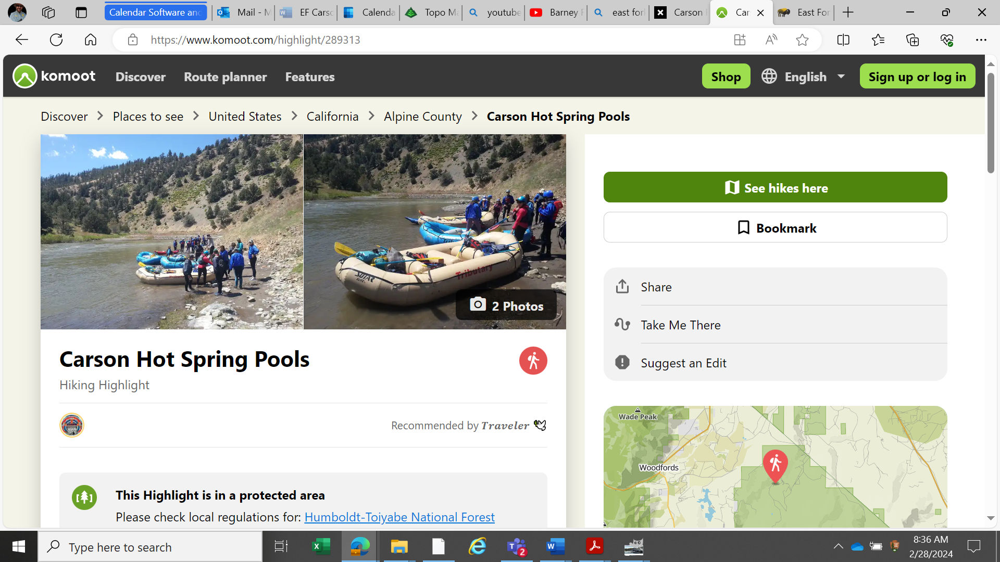 Calendar Software and
Mail - M
EF Carso
Calenda
Topo Ma
youtube
Barney F
east for
Carson
Car
East For
https://www.komoot.com/highlight/289313
komoot
Discover
Route planner
Features
Shop
English
Sign up or log in
Discover > Places to see > United States > California > Alpine County > Carson Hot Spring Pools
SOTAR
Tributary
2 Photos
See hikes here
Bookmark
Share
Take Me There
Suggest an Edit
Carson Hot Spring Pools
Hiking Highlight
Recommended by Traveler
This Highlight is in a protected area
Please check local regulations for: Humboldt-Toiyabe National Forest
Wade Peak
Woodfords
Type here to search
2
8:36 AM
2/28/2024